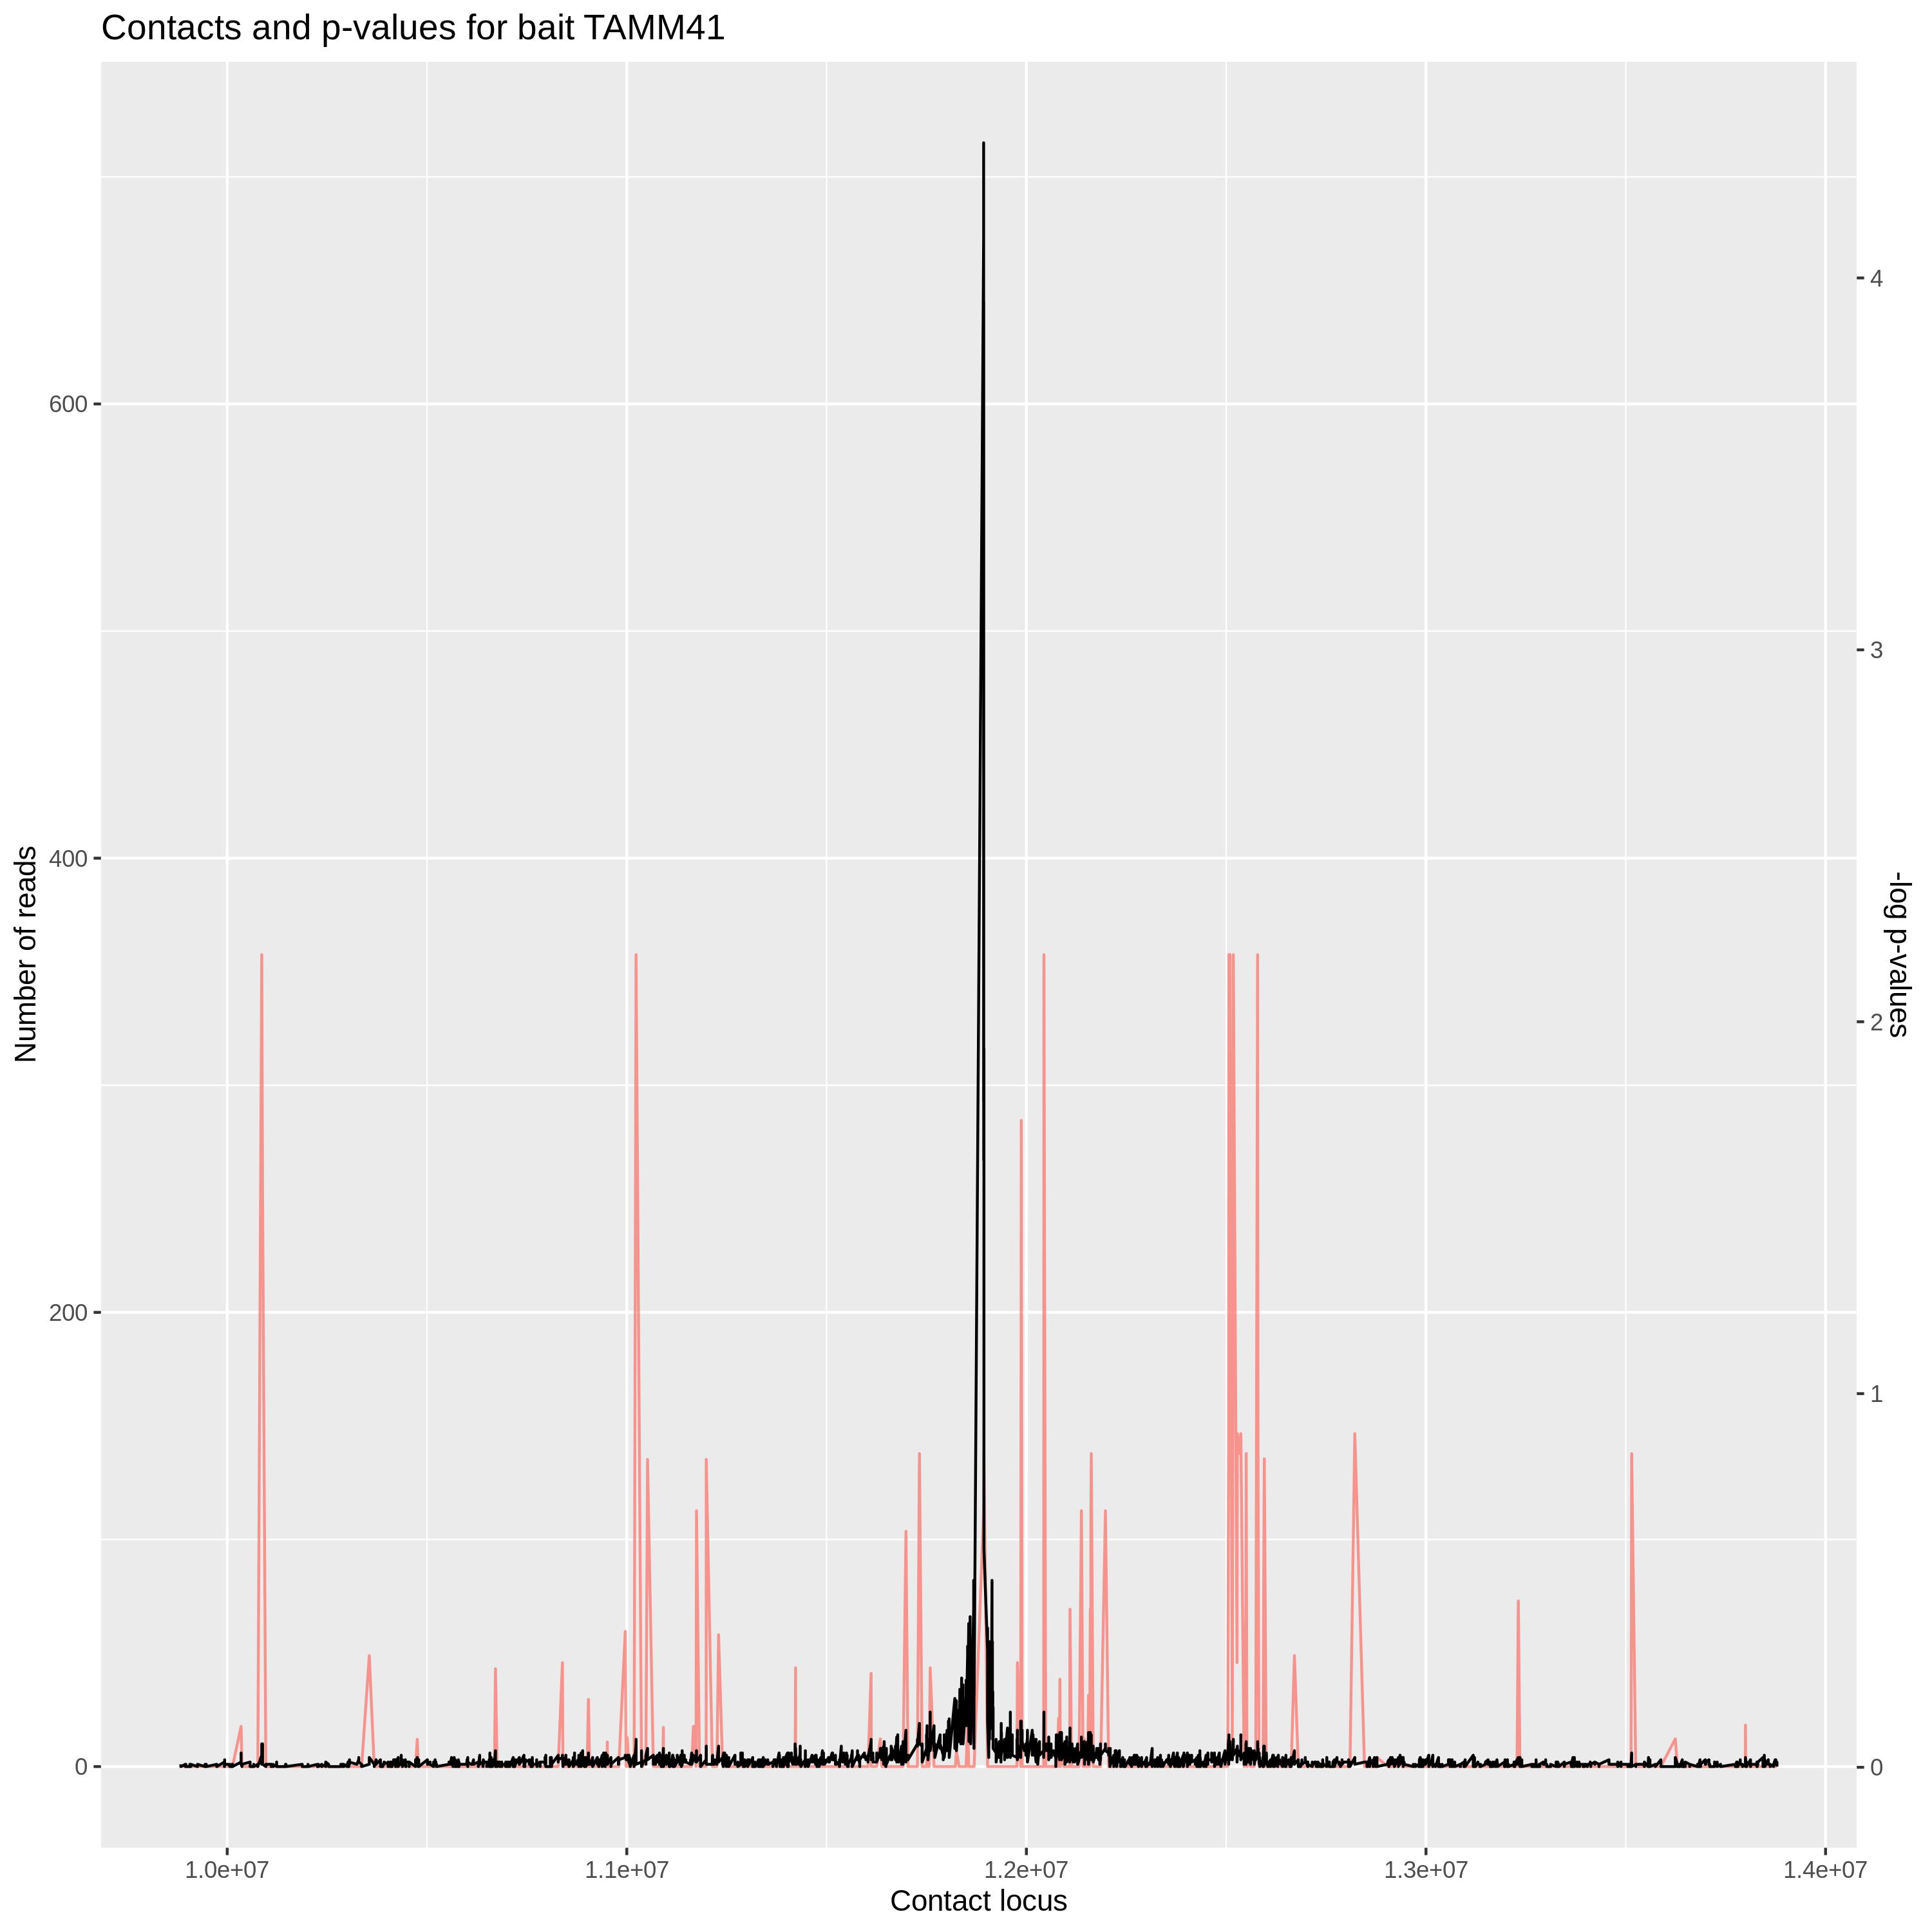 Contacts and p-values for bait TAMM41
Number of reads
600
400
200
0
4
3
2
1
0
-log p-values
1.0e+07 1.1e+07 1.2e+07 1.3e+07 1.4e+07
Contact locus